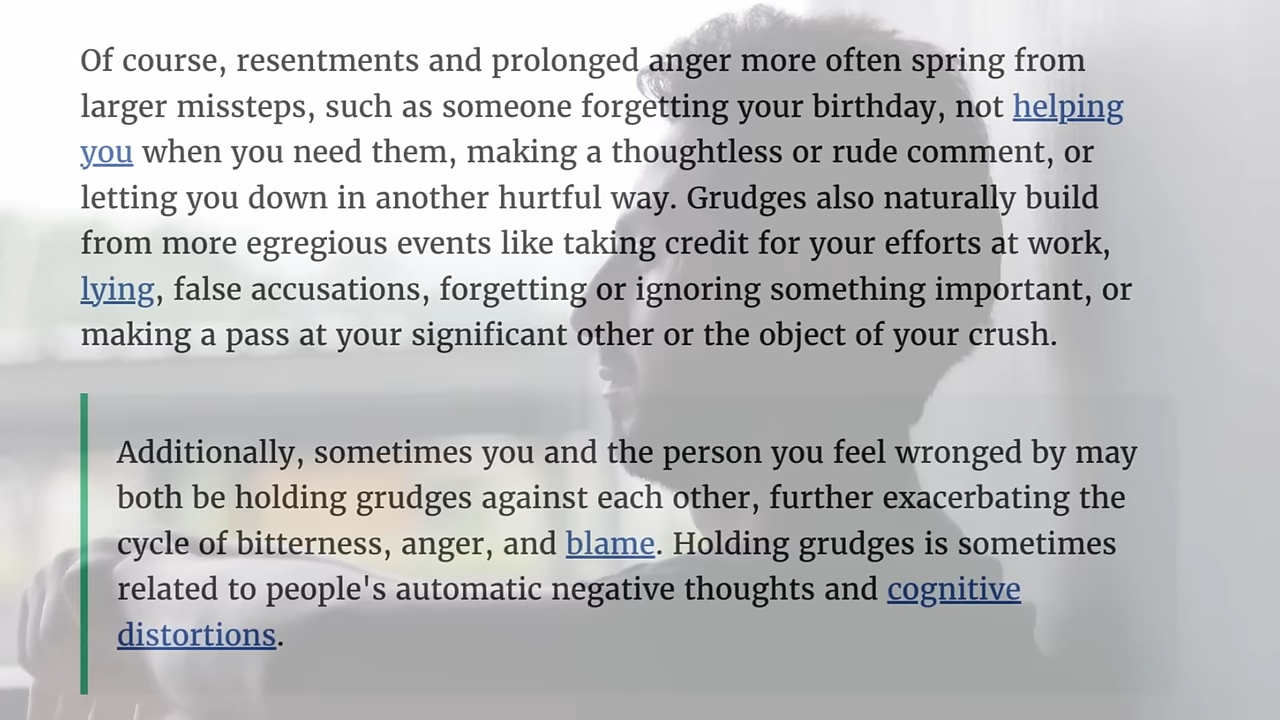 Of course, resentments and prolonged anger more often spring from
larger missteps, such as someone forgetting your birthday, not helping
you when you need them, making a thoughtless or rude comment, or
letting you down in another hurtful way. Grudges also naturally build
from more egregious events like taking credit for your efforts at work,
lying, false accusations, forgetting or ignoring something important, or
making a pass at your significant other or the object of your crush.
Additionally, sometimes you and the person you feel wronged by may
both be holding grudges against each other, further exacerbating the
cycle of bitterness, anger, and blame. Holding grudges is sometimes
related to people's automatic negative thoughts and cognitive
distortions.